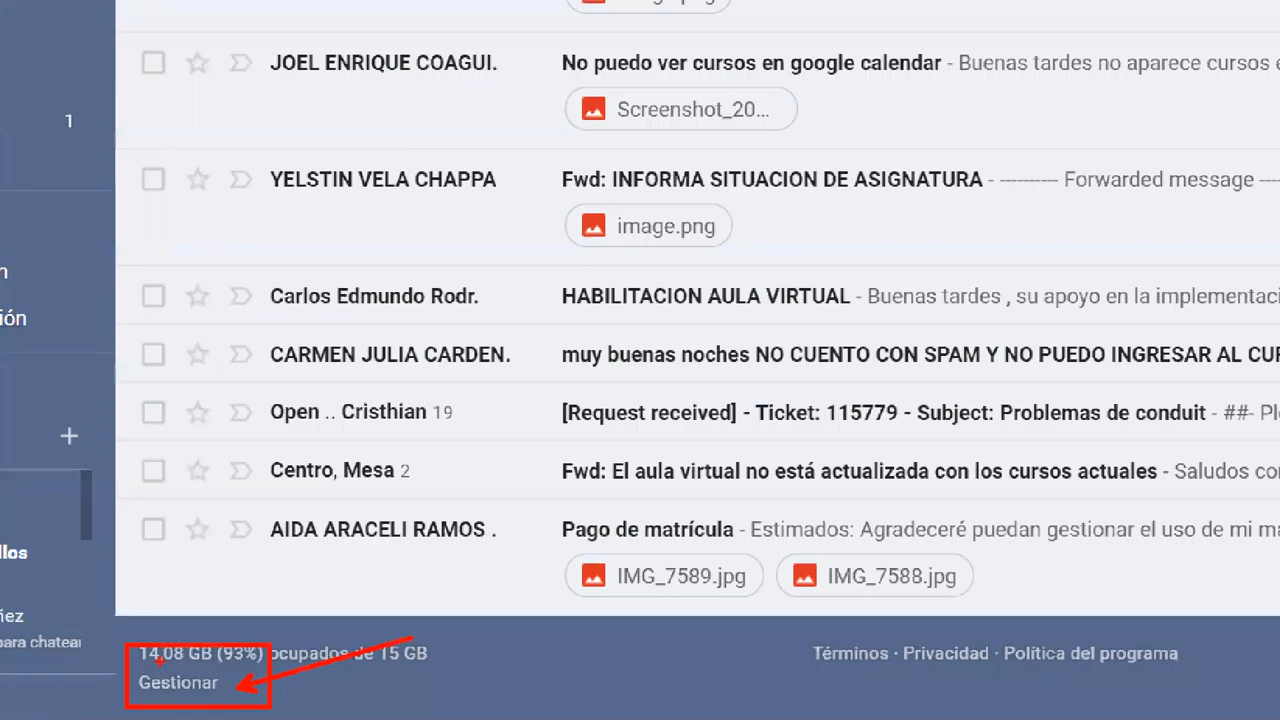 JOEL ENRIQUE COAGUI. No puedo ver cursos en google calendar - Buenas tardes no aparece cursos
Screenshot_20...
1
YELSTIN VELA CHAPPA Fwd: INFORMA SITUACION DE ASIGNATURA - ---------- Forwarded message ----
image.png
Carlos Edmundo Rodr. HABILITACION AULA VIRTUAL - Buenas tardes , su apoyo en la implementaci
ión
CARMEN JULIA CARDEN. muy buenas noches NO CUENTO CON SPAM Y NO PUEDO INGRESAR AL CUR
Open .. Cristhian 19 [Request received] - Ticket: 115779 - Subject: Problemas de conduit - ##- Ple
+
Centro, Mesa 2 Fwd: El aula virtual no está actualizada con los cursos actuales - Saludos co
AIDA ARACELI RAMOS . Pago de matrícula - Estimados: Agradeceré puedan gestionar el uso de mi ma
llos
IMG_7589.jpg IMG_7588.jpg
ñez
para chatear
14,08 GB (93%) ocupados de 15 GB
Gestionar
Términos · Privacidad · Política del programa